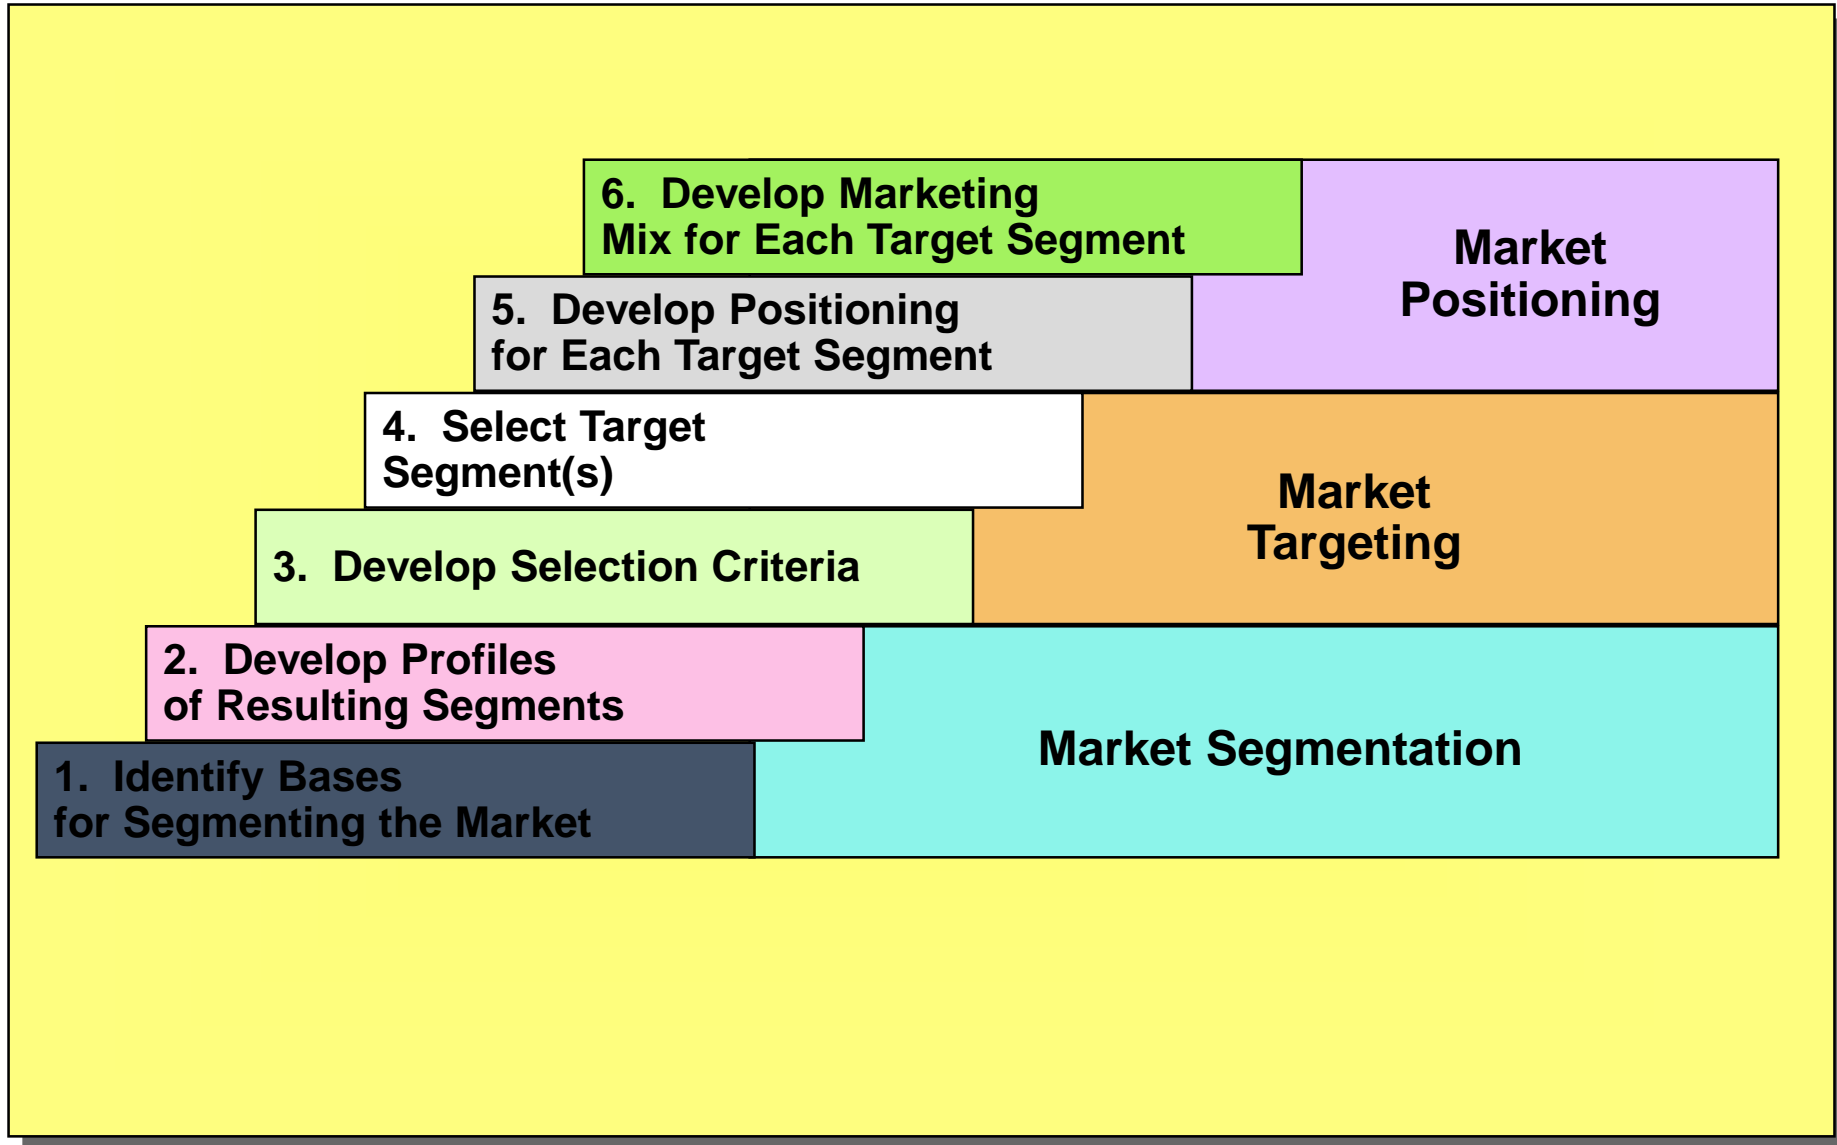 6. Develop Marketing
Mix for Each Target Segment
Market
Positioning
5. Develop Positioning
for Each Target Segment
4. Select Target
Segment(s)
Market
Targeting
3. Develop Selection Criteria
2. Develop Profiles
of Resulting Segments
Market Segmentation
1. Identify Bases
for Segmenting the Market